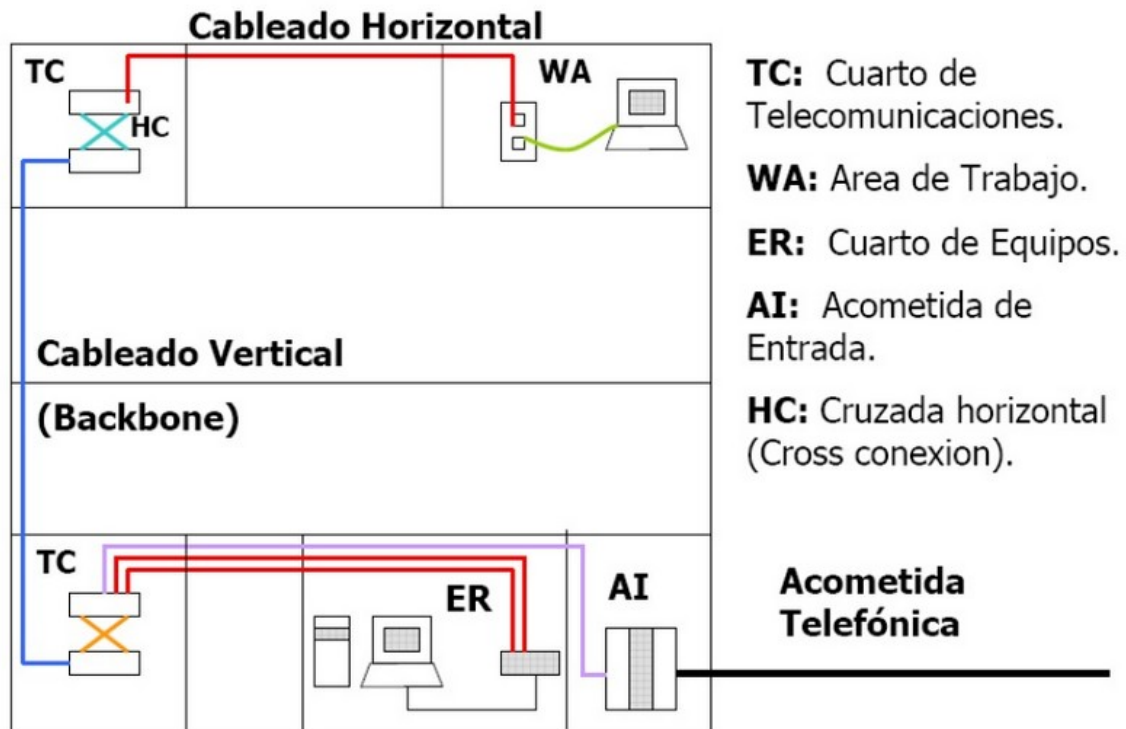 Cableado Horizontal
TC
HC
WA
Cableado Vertical
(Backbone)
TC
ER
AI
Acometida
Telefónica
TC: Cuarto de
Telecomunicaciones.
WA: Area de Trabajo.
ER: Cuarto de Equipos.
AI: Acometida de
Entrada.
HC: Cruzada horizontal
(Cross conexion).